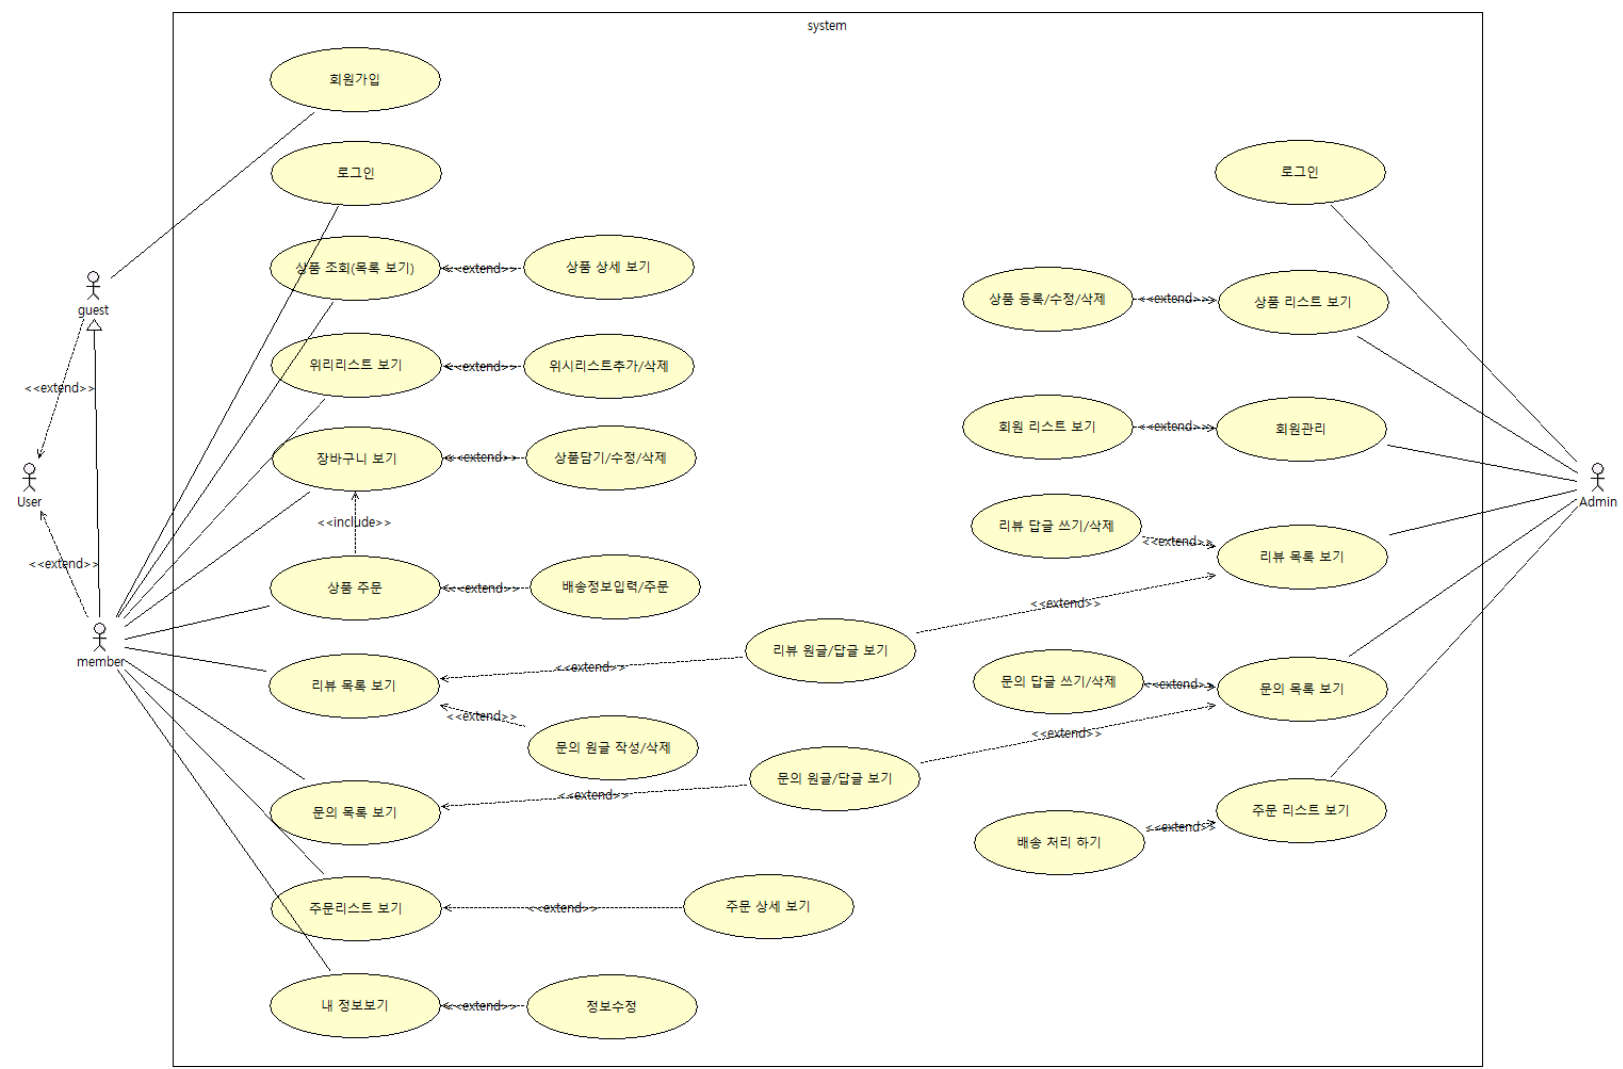 system
회원가입
로그인
로그인
상품 조회(목록 보기)
<<extend>>
상품 상세 보기
상품 등록/수정/삭제
<<extend>>
상품 리스트 보기
guest
위리리스트 보기
<<extend>>
위시리스트추가/삭제
<<extend>>
회원 리스트 보기
<<extend>>
회원관리
장바구니 보기
<<extend>>
상품담기/수정/삭제
User
Admin
<<include>>
리뷰 답글 쓰기/삭제
<<extend>>
리뷰 목록 보기
<<extend>>
상품 주문
<<extend>>
배송정보입력/주문
<<extend>>
member
리뷰 원글/답글 보기
<<extend>>
리뷰 목록 보기
문의 답글 쓰기/삭제
<<extend>>
문의 목록 보기
<<extend>>
문의 원글 작성/삭제
<<extend>>
문의 원글/답글 보기
<<extend>>
문의 목록 보기
주문 리스트 보기
<<extend>>
배송 처리 하기
주문리스트 보기
<<extend>>
주문 상세 보기
내 정보보기
<<extend>>
정보수정